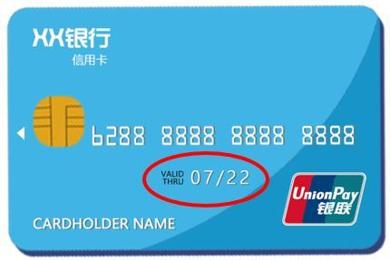 XX银行
信用卡
6288 8888 8888 8888
VALID
THRU 07/22
CARDHOLDER NAME
UnionPay
银联